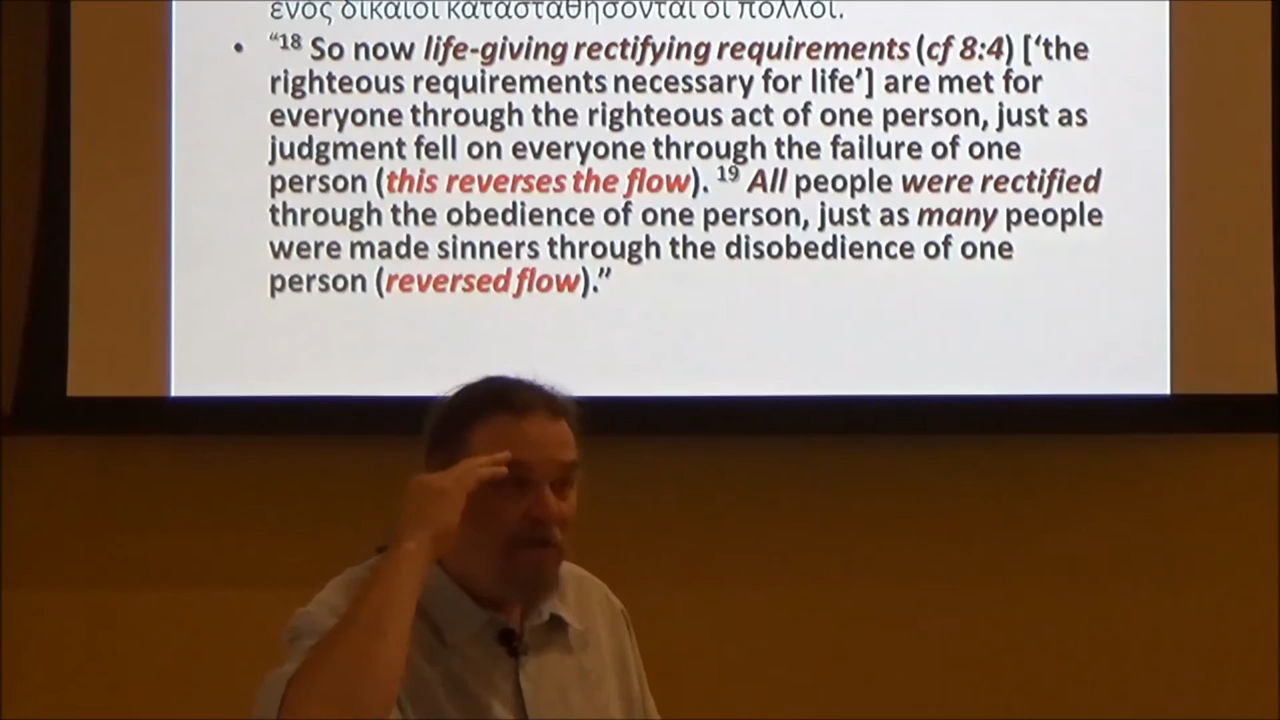 ἑνὸς δίκαιοι κατασταθήσονται οἱ πολλοί.
• “18 So now life-giving rectifying requirements (cf 8:4) [‘the
righteous requirements necessary for life’] are met for
everyone through the righteous act of one person, just as
judgment fell on everyone through the failure of one
person (this reverses the flow). 19 All people were rectified
through the obedience of one person, just as many people
were made sinners through the disobedience of one
person (reversed flow).”